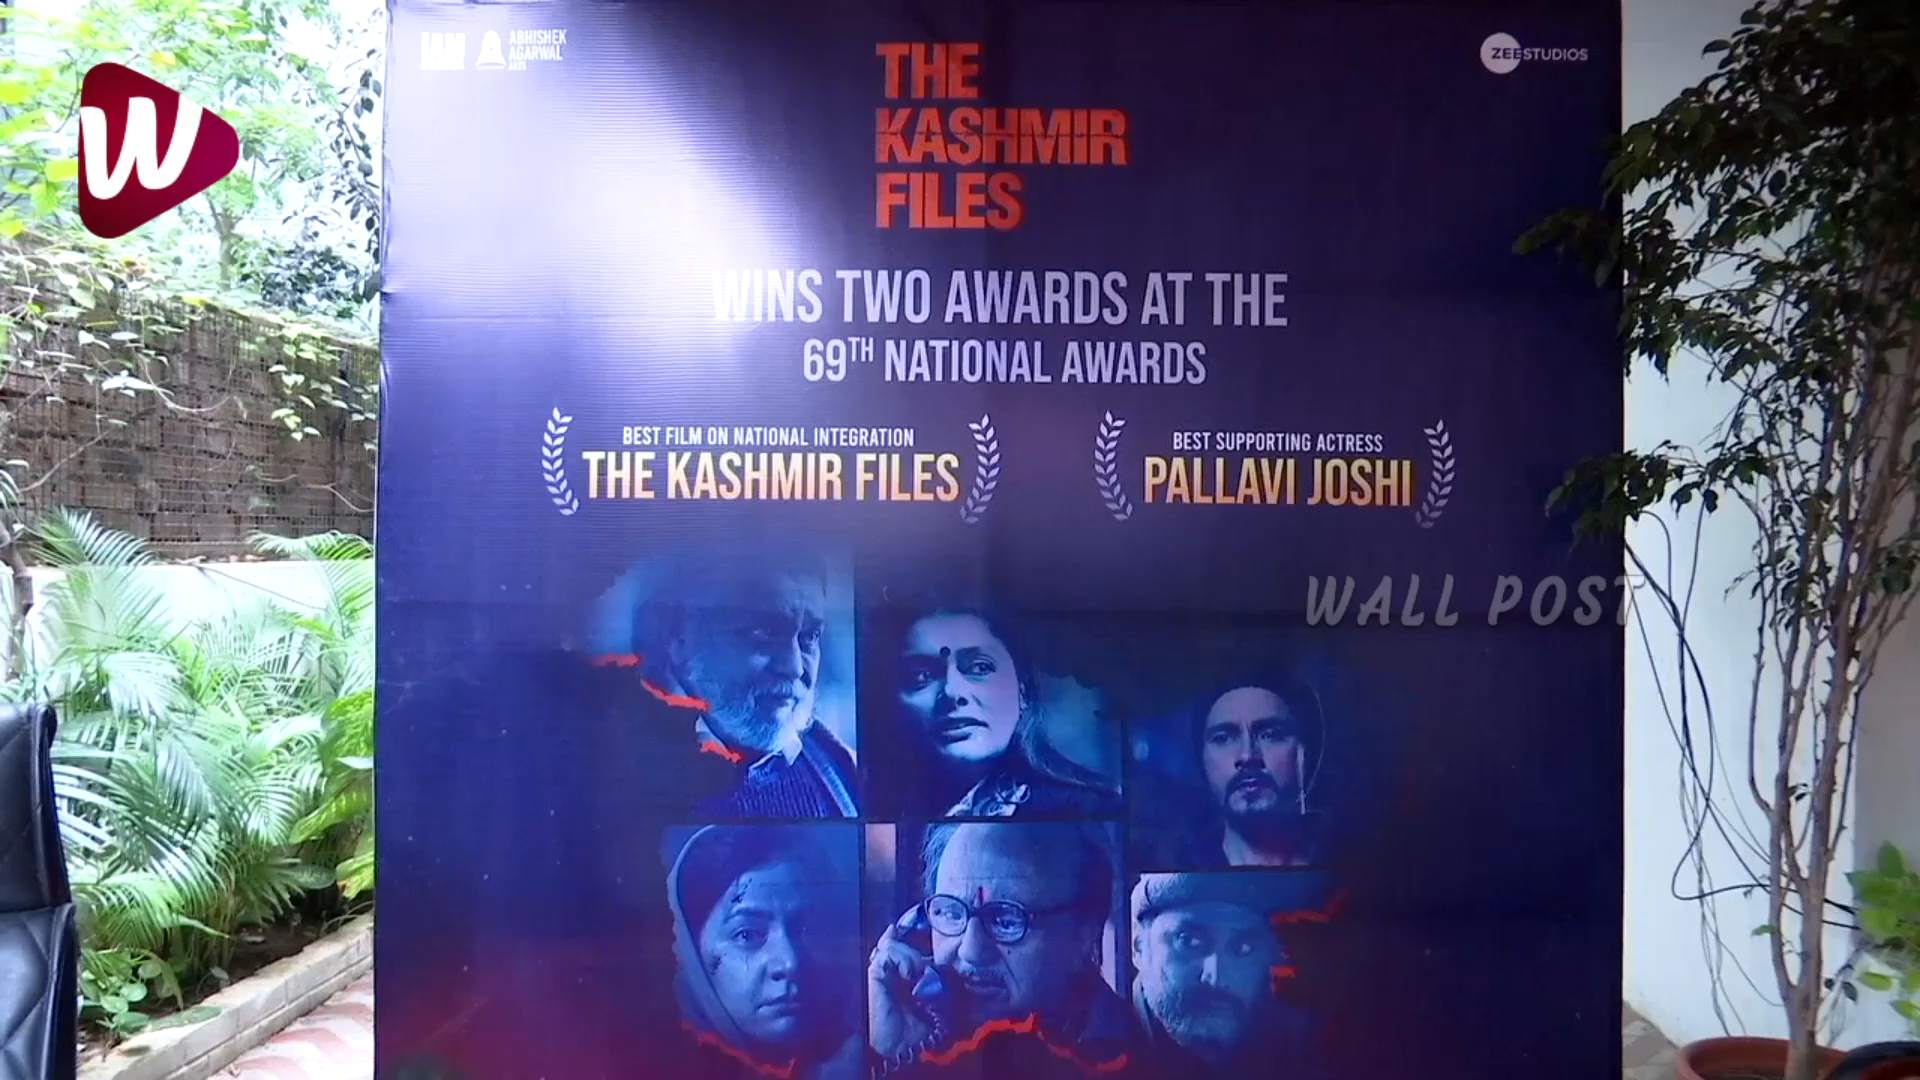 W
IAM
ABHISHEK
AGARWAL
ARTS
ZEE STUDIOS
THE
KASHMIR
FILES
WINS TWO AWARDS AT THE
69TH NATIONAL AWARDS
BEST FILM ON NATIONAL INTEGRATION
THE KASHMIR FILES
BEST SUPPORTING ACTRESS
PALLAVI JOSHI
WALL POST